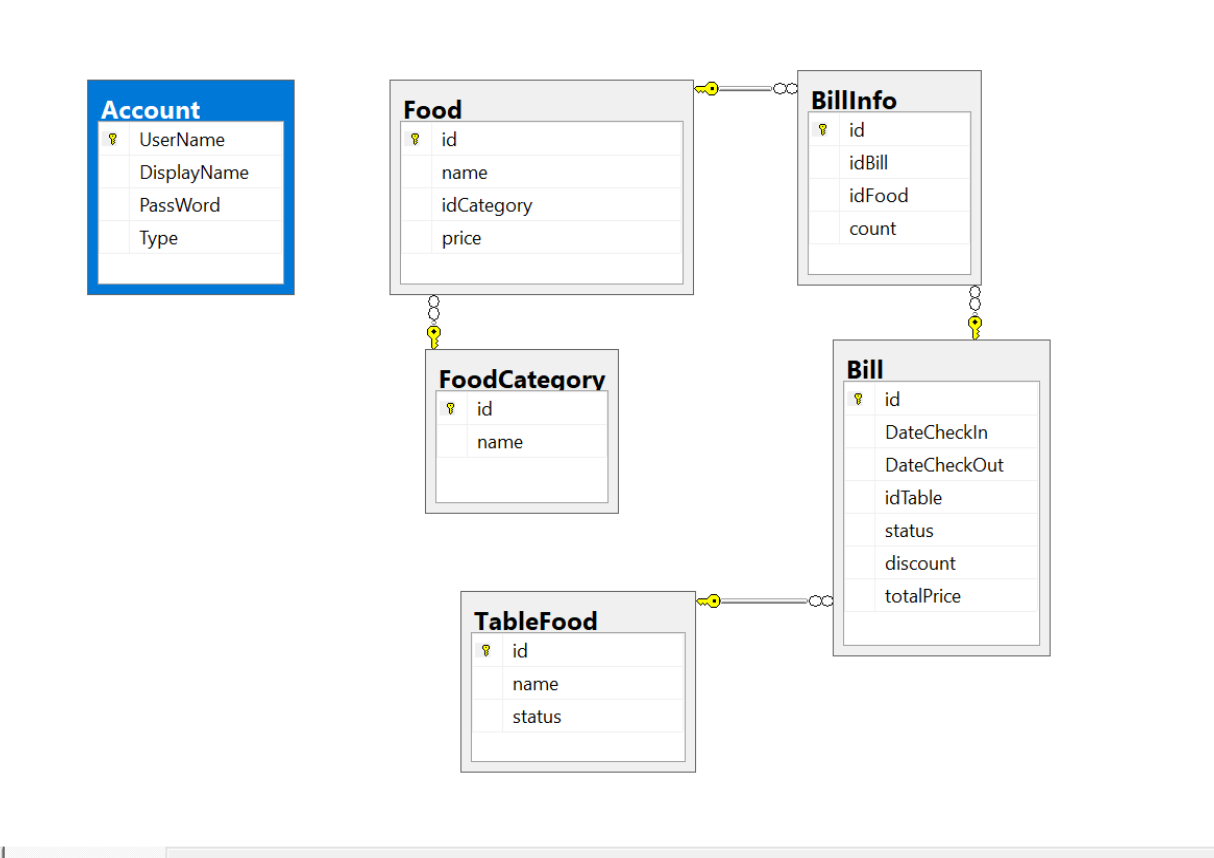 Account
UserName
DisplayName
PassWord
Type
Food
id
name
idCategory
price
BillInfo
id
idBill
idFood
count
FoodCategory
id
name
Bill
id
DateCheckIn
DateCheckOut
idTable
status
discount
totalPrice
TableFood
id
name
status